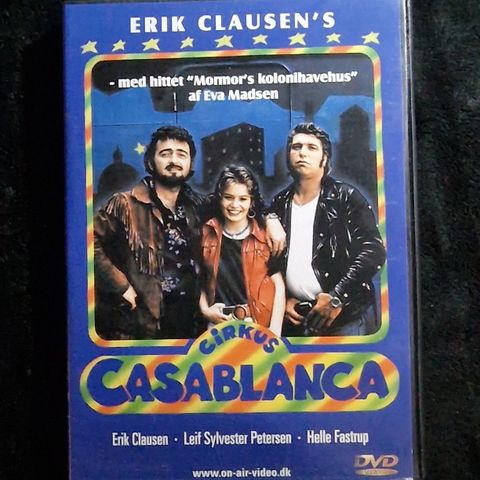 ERIK CLAUSEN'S
- med hittet "Mormor's kolonihavehus"
af Eva Madsen
CIRKUS
CASABLANCA
Erik Clausen · Leif Sylvester Petersen · Helle Fastrup
www.on-air-video.dk
DVD